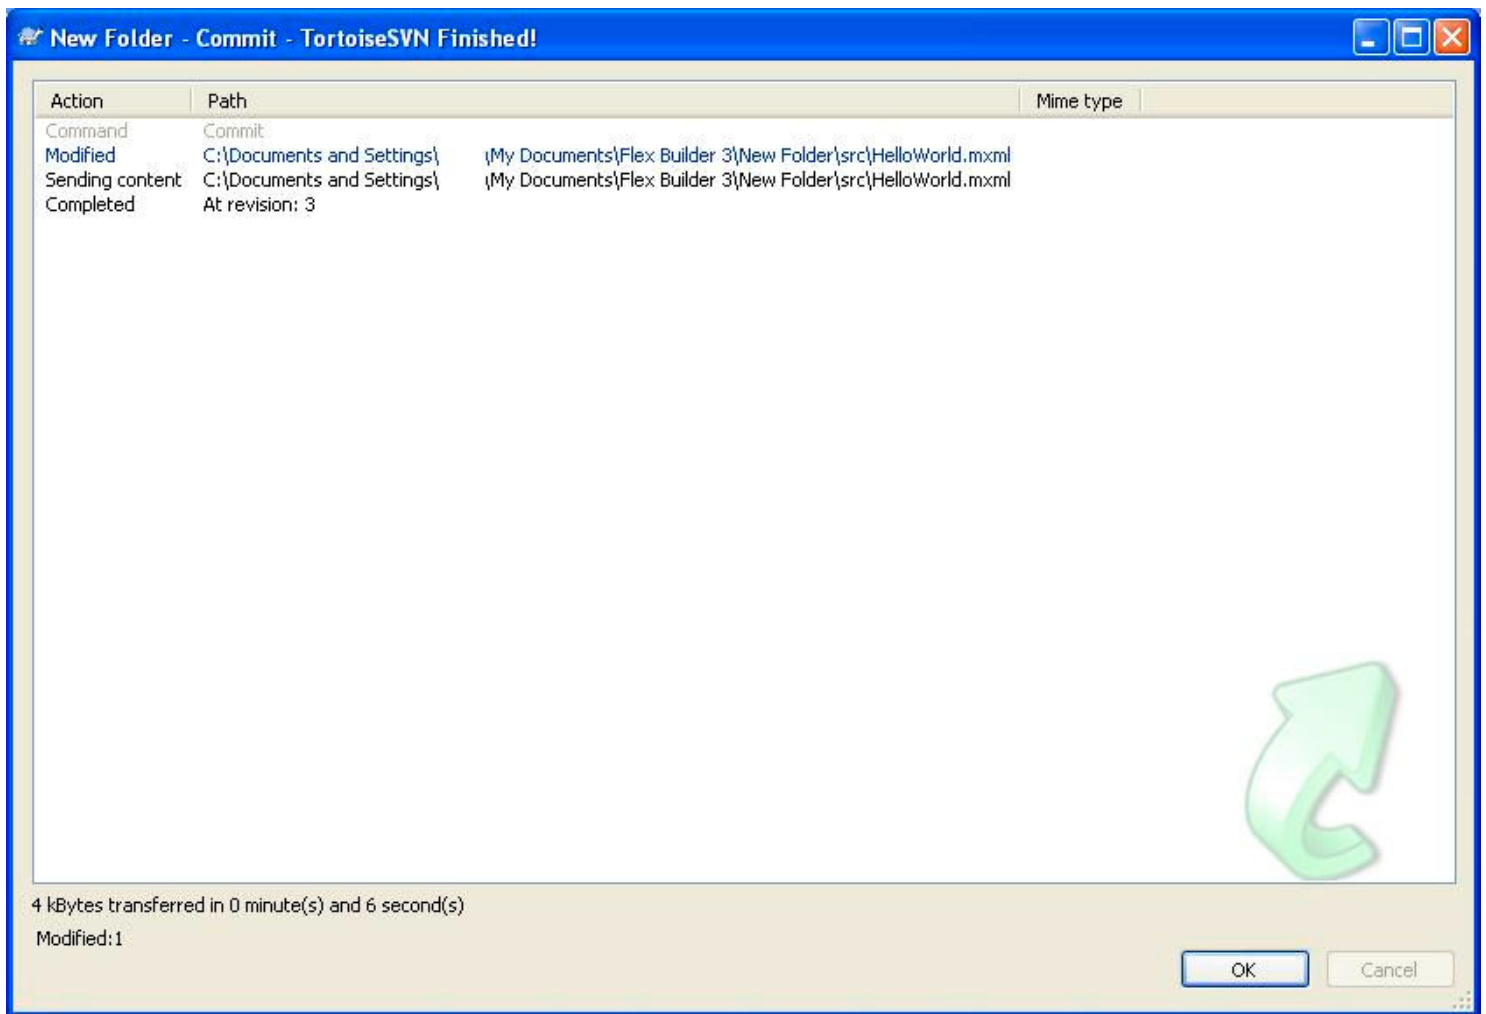 New Folder - Commit - TortoiseSVN Finished!
Action Path Mime type
Command Commit
Modified C:\Documents and Settings\ \My Documents\Flex Builder 3\New Folder\src\HelloWorld.mxml
Sending content C:\Documents and Settings\ \My Documents\Flex Builder 3\New Folder\src\HelloWorld.mxml
Completed At revision: 3
4 kBytes transferred in 0 minute(s) and 6 second(s)
Modified:1
OK Cancel